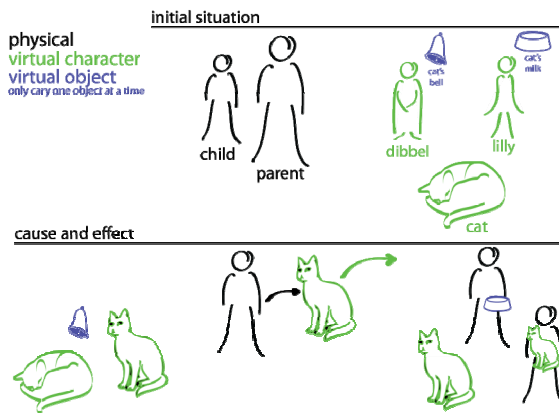 initial situation
physical
virtual character
virtual object
only cary one object at a time
cat's
bell
cat's
milk
child
parent
dibbel
lilly
cat
cause and effect